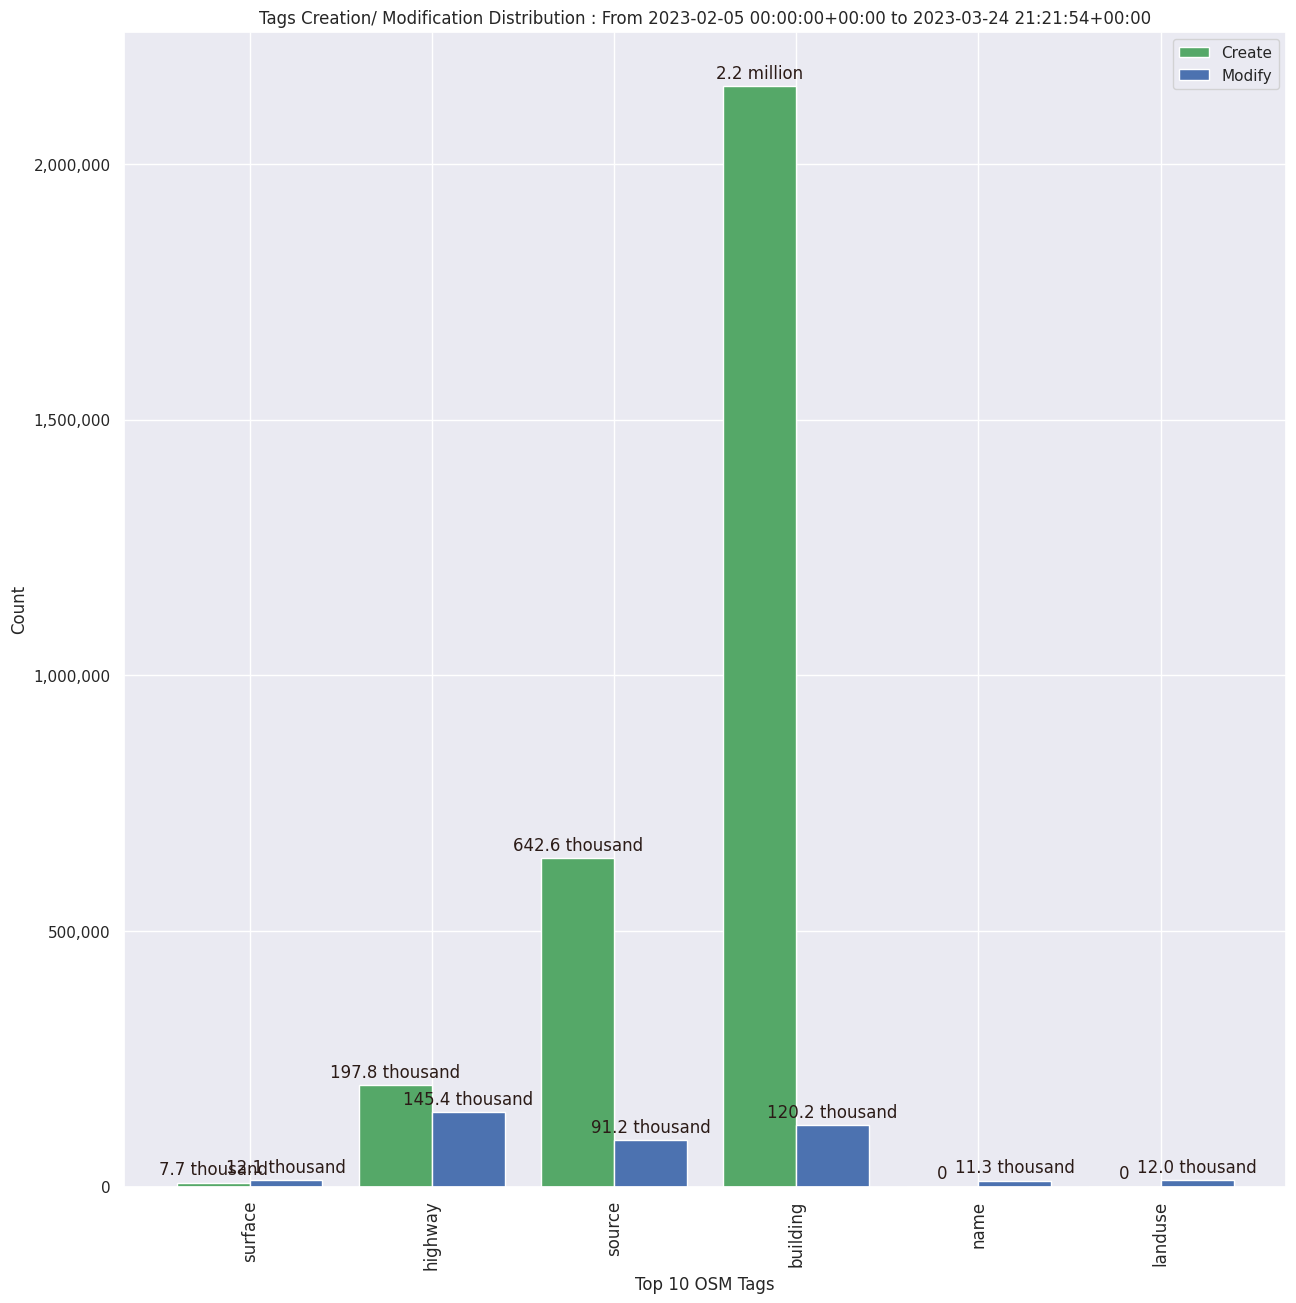 Tags Creation/ Modification Distribution : From 2023-02-05 00:00:00+00:00 to 2023-03-24 21:21:54+00:00
Create
Modify
2.2 million
2,000,000
1,500,000
1,000,000
642.6 thousand
500,000
197.8 thousand
145.4 thousand
91.2 thousand
120.2 thousand
7.7 thousand
12.1 thousand
0
11.3 thousand
0
12.0 thousand
0
Count
surface
highway
source
building
name
landuse
Top 10 OSM Tags